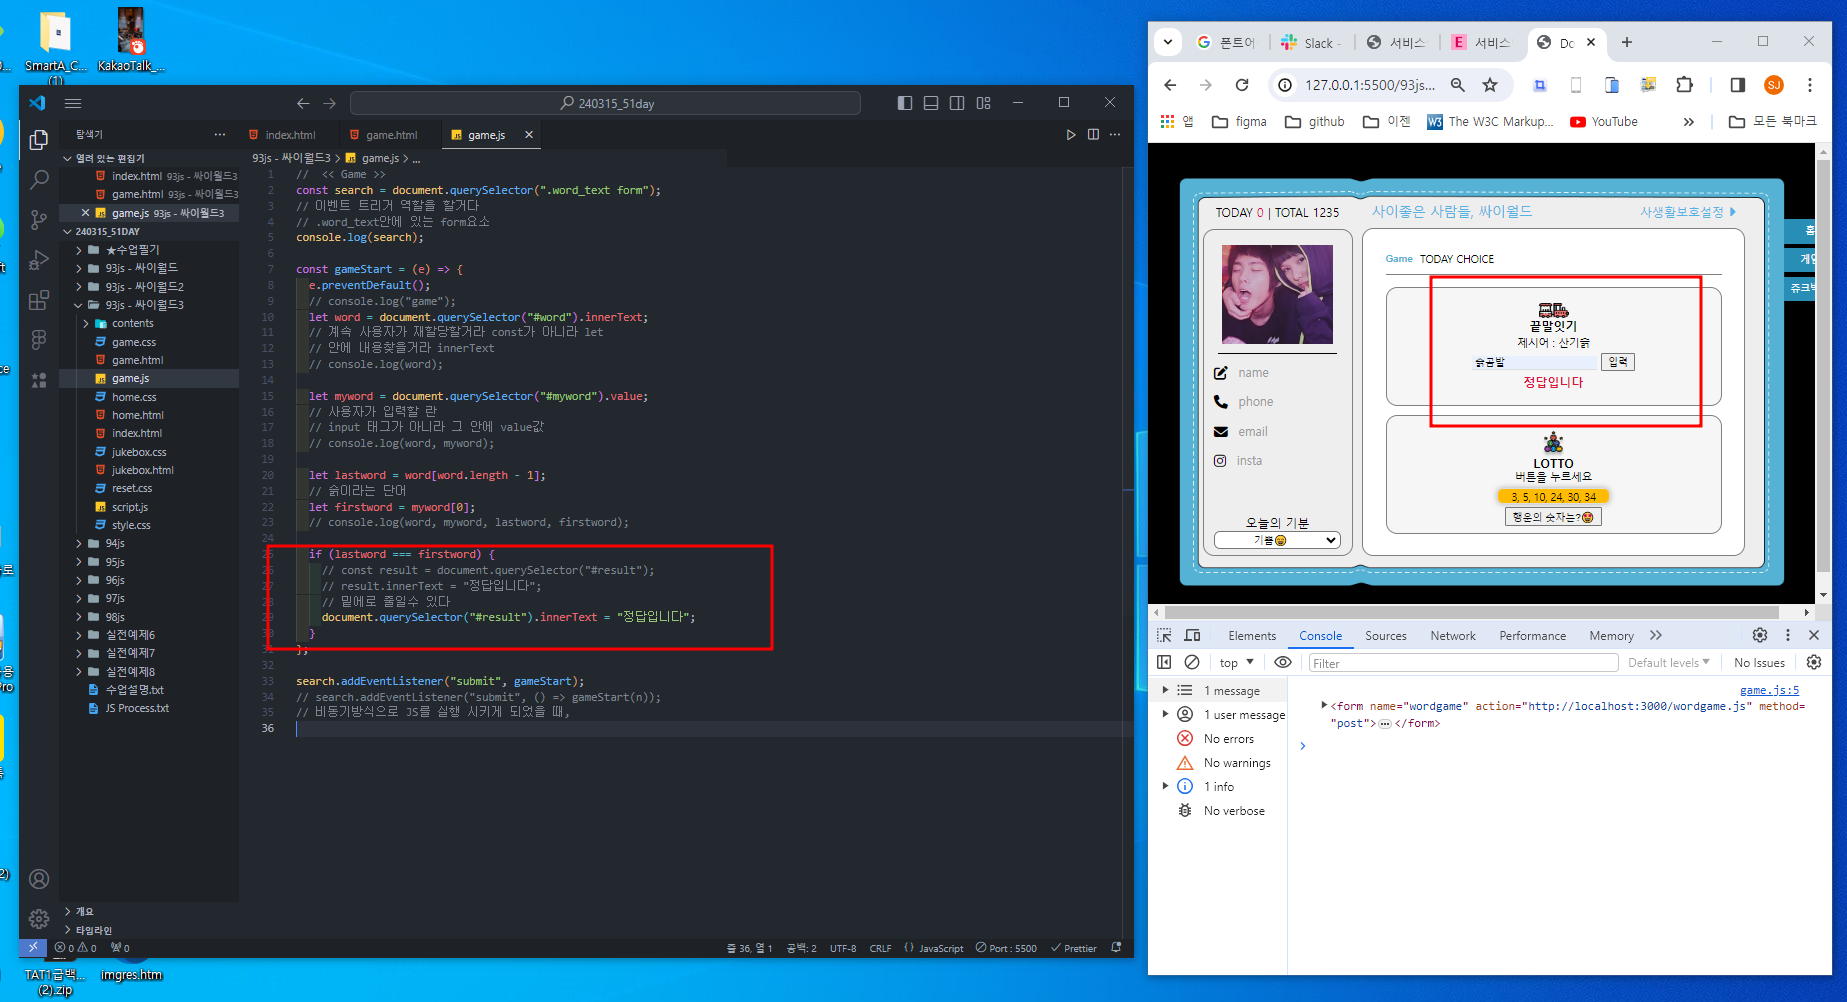 SmartA_C...
(1)
KakaoTalk_...
240315_51day
탐색기
index.html
game.html
game.js
열려 있는 편집기
index.html 93js - 싸이월드3
game.html 93js - 싸이월드3
game.js 93js - 싸이월드3
240315_51DAY
★수업필기
93js - 싸이월드
93js - 싸이월드2
93js - 싸이월드3
contents
game.css
game.html
game.js
home.css
home.html
index.html
jukebox.css
jukebox.html
reset.css
script.js
style.css
94js
95js
96js
97js
98js
실전예제6
실전예제7
실전예제8
수업설명.txt
JS Process.txt
개요
타임라인
93js - 싸이월드3 > game.js > ...
1 // << Game >>
2 const search = document.querySelector(".word_text form");
3 // 이벤트 트리거 역할을 할거다
4 // .word_text안에 있는 form요소
5 console.log(search);
6
7 const gameStart = (e) => {
8 e.preventDefault();
9 // console.log("game");
10 let word = document.querySelector("#word").innerText;
11 // 계속 사용자가 재할당할거라 const가 아니라 let
12 // 안에 내용찾을거라 innerText
13 // console.log(word);
14
15 let myword = document.querySelector("#myword").value;
16 // 사용자가 입력할 란
17 // input 태그가 아니라 그 안에 value값
18 // console.log(word, myword);
19
20 let lastword = word[word.length - 1];
21 // 슭이라는 단어
22 let firstword = myword[0];
23 // console.log(word, myword, lastword, firstword);
24
25 if (lastword === firstword) {
26 // const result = document.querySelector("#result");
27 // result.innerText = "정답입니다";
28 // 밑에로 줄일수 있다
29 document.querySelector("#result").innerText = "정답입니다";
30 }
31 };
32
33 search.addEventListener("submit", gameStart);
34 // search.addEventListener("submit", () => gameStart(n));
35 // 비동기방식으로 JS를 실행 시키게 되었을 때,
36
0 0 0
줄 36, 열 1 공백: 2 UTF-8 CRLF {} JavaScript Port : 5500 Prettier
TAT1급백...
(2).zip
imgres.htm
폰트어
Slack -
서비스
서비스
Do
127.0.0.1:5500/93js...
SJ
앱
figma
github
이젠
The W3C Markup...
YouTube
모든 북마크
TODAY 0 | TOTAL 1235
사이좋은 사람들, 싸이월드
사생활보호설정
name
phone
email
insta
오늘의 기분
기쁨
Game TODAY CHOICE
끝말잇기
제시어 : 산기슭
슭곰발 입력
정답입니다
LOTTO
버튼을 누르세요
3, 5, 10, 24, 30, 34
행운의 숫자는?
홈
게임
쥬크박
Elements Console Sources Network Performance Memory
top
Filter
Default levels
No Issues
1 message
1 user message
No errors
No warnings
1 info
No verbose
game.js:5
<form name="wordgame" action="http://localhost:3000/wordgame.js" method=
"post"> … </form>